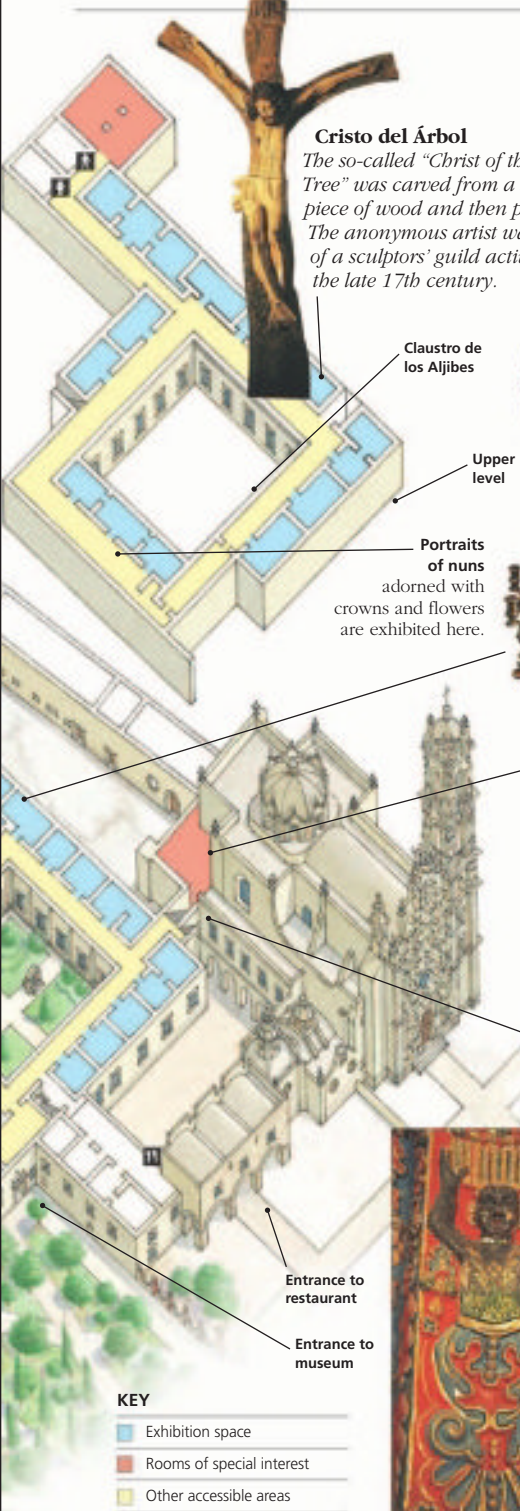 Cristo del Árbol
The so-called “Christ of
Tree” was carved from a
piece of wood and then
The anonymous artist
of a sculptors’ guild
the late 17th century.
Claustro de
los Aljibes
Upper
level
Portraits
of nuns
adorned with
crowns and flowers
are exhibited here.
Entrance to
restaurant
Entrance to
museum
KEY
Exhibition space
Rooms of special interest
Other accessible areas